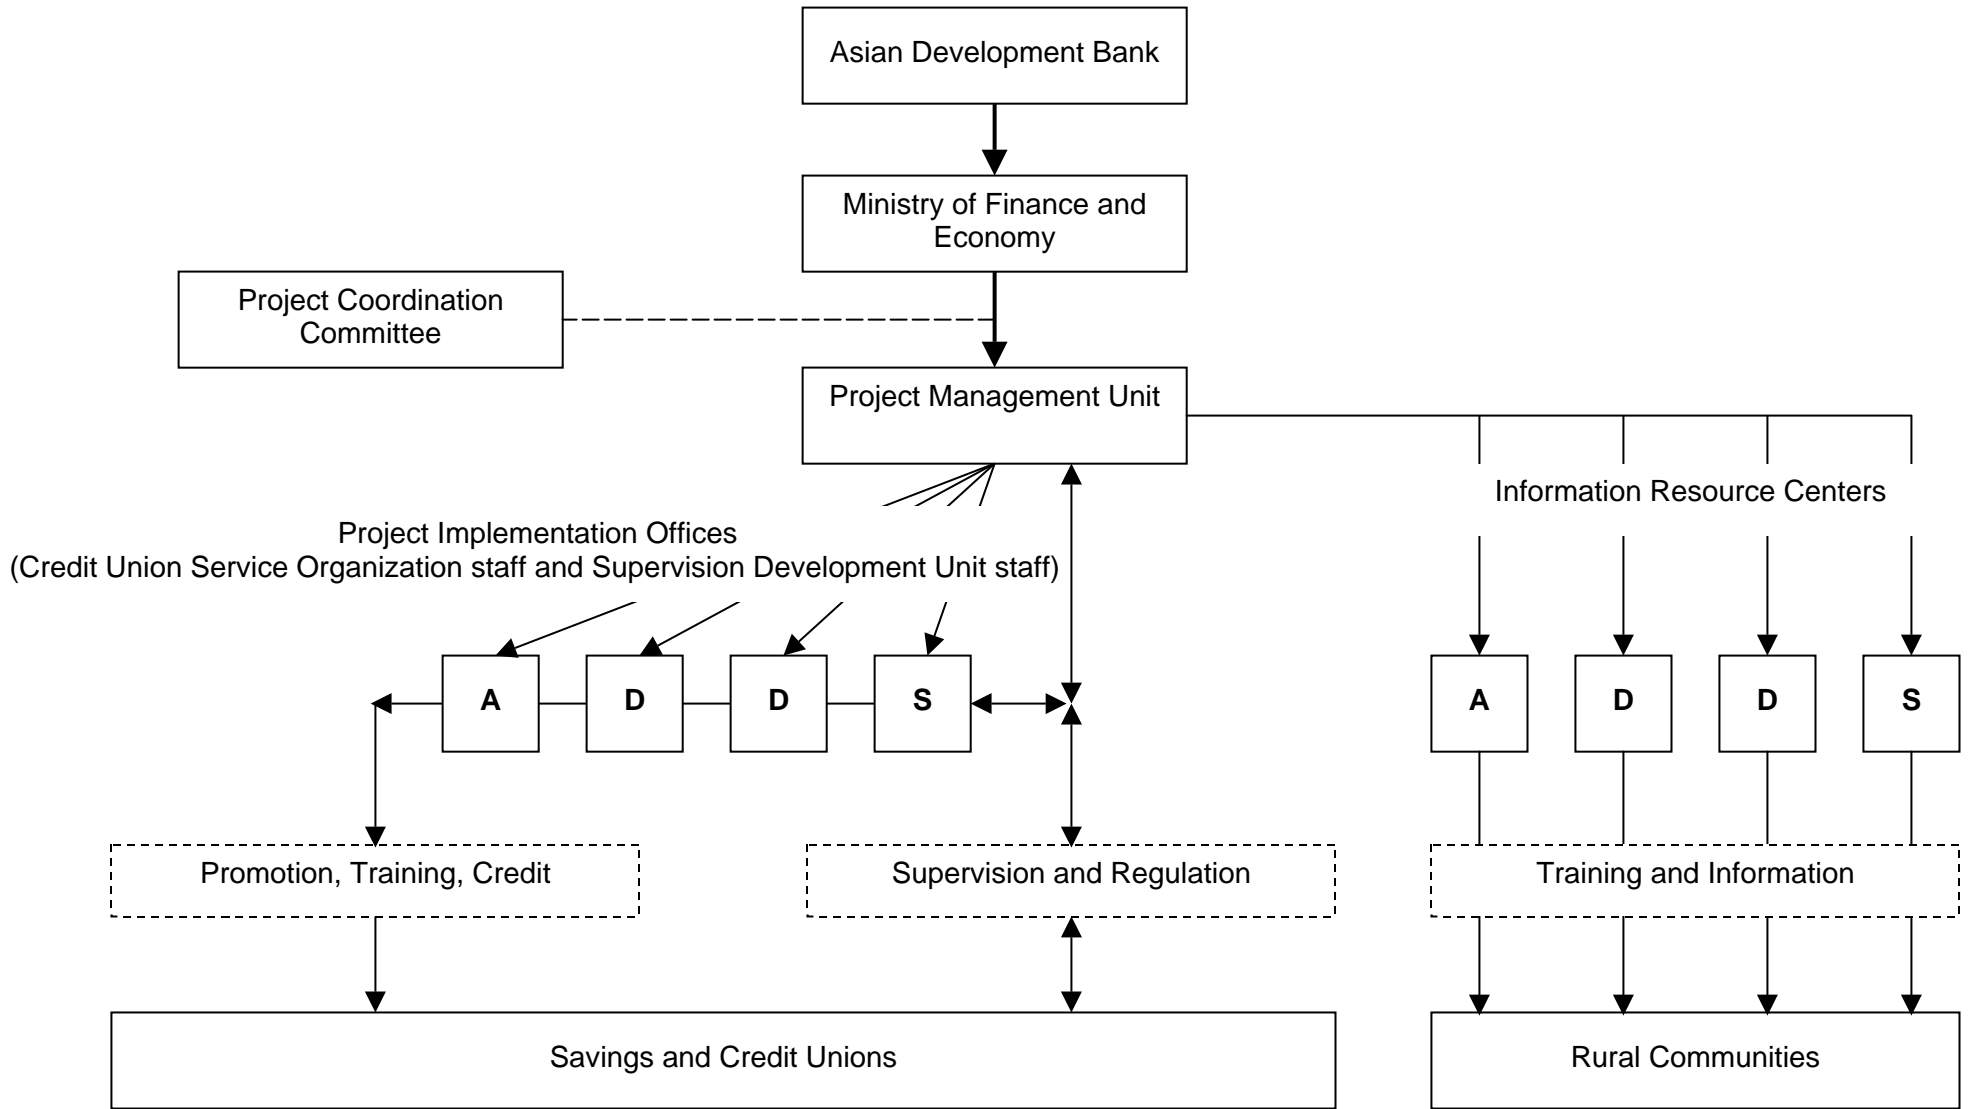 Asian Development Bank
Ministry of Finance and
Economy
Project Coordination
Committee
Project Management Unit
Information Resource Centers
Project Implementation Offices
(Credit Union Service Organization staff and Supervision Development Unit staff)
A
D
D
S
A
D
D
S
Promotion, Training, Credit
Supervision and Regulation
Training and Information
Savings and Credit Unions
Rural Communities